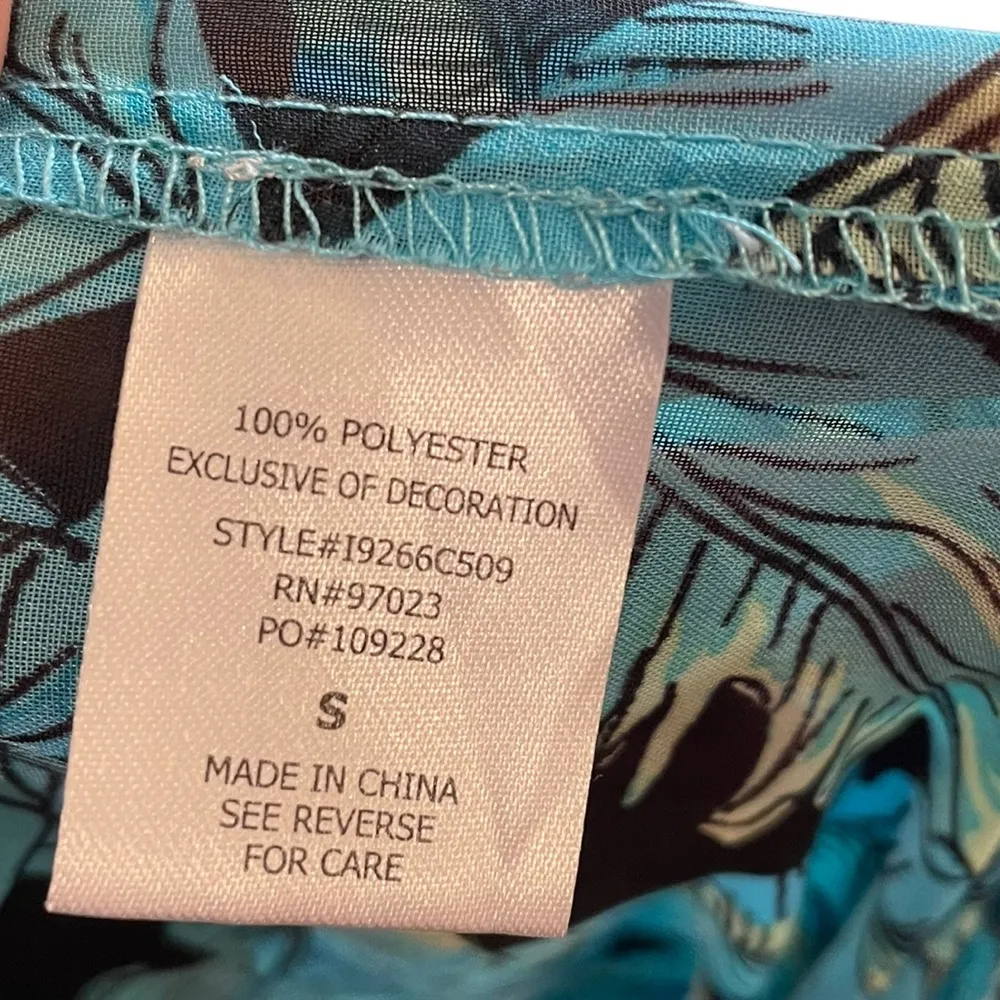 100% POLYESTER
EXCLUSIVE OF DECORATION
STYLE#I9266C509
RN#97023
PO#109228
S
MADE IN CHINA
SEE REVERSE
FOR CARE